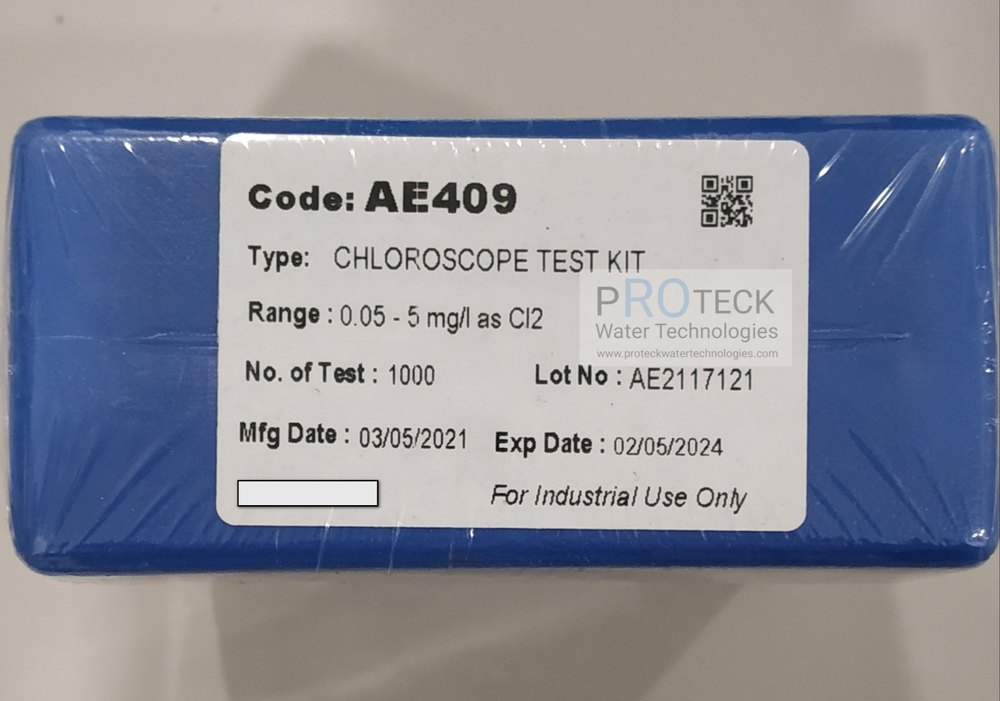 Code: AE409
Type: CHLOROSCOPE TEST KIT
Range : 0.05 - 5 mg/l as Cl2
PROTECK
Water Technologies
www.proteckwatertechnologies.com
No. of Test : 1000 Lot No : AE2117121
Mfg Date : 03/05/2021 Exp Date : 02/05/2024
For Industrial Use Only